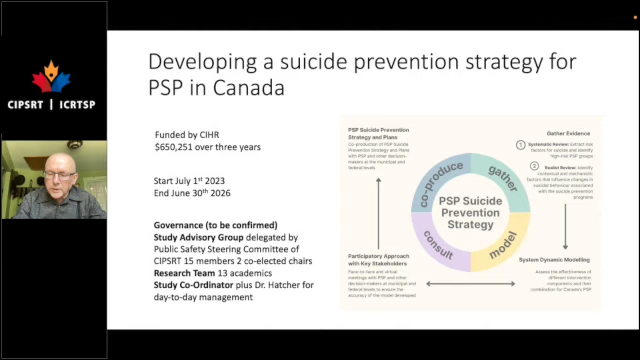 CIPSRT | ICRTSP
Developing a suicide prevention strategy for
PSP in Canada
Funded by CIHR
$650,251 over three years
Start July 1st 2023
End June 30th 2026
Governance (to be confirmed)
Study Advisory Group delegated by
Public Safety Steering Committee of
CIPSRT 15 members 2 co-elected chairs
Research Team 13 academics
Study Co-Ordinator plus Dr. Hatcher for
day-to-day management
PSP Suicide Prevention
Strategy and Plans
Co-production of PSP Suicide
Prevention Strategy and Plans
with PSP and other decision-
makers at the municipal and
federal levels
Gather Evidence
1 Systematic Review: Extract risk
factors for suicide and identify
high-risk PSP groups
2 Realist Review: Identify
contextual and mechanistic
factors that influence changes
in suicidal behaviour associated
with the suicide prevention
programs
co-produce
gather
model
consult
PSP Suicide
Prevention
Strategy
Participatory Approach
with Key Stakeholders
Face-to-face and virtual
meetings with PSP and other
decision-makers at municipal and
federal levels to ensure the
accuracy of the model developed
System Dynamic Modelling
Assess the effectiveness of
different intervention
components and their
combination for Canada's PSP